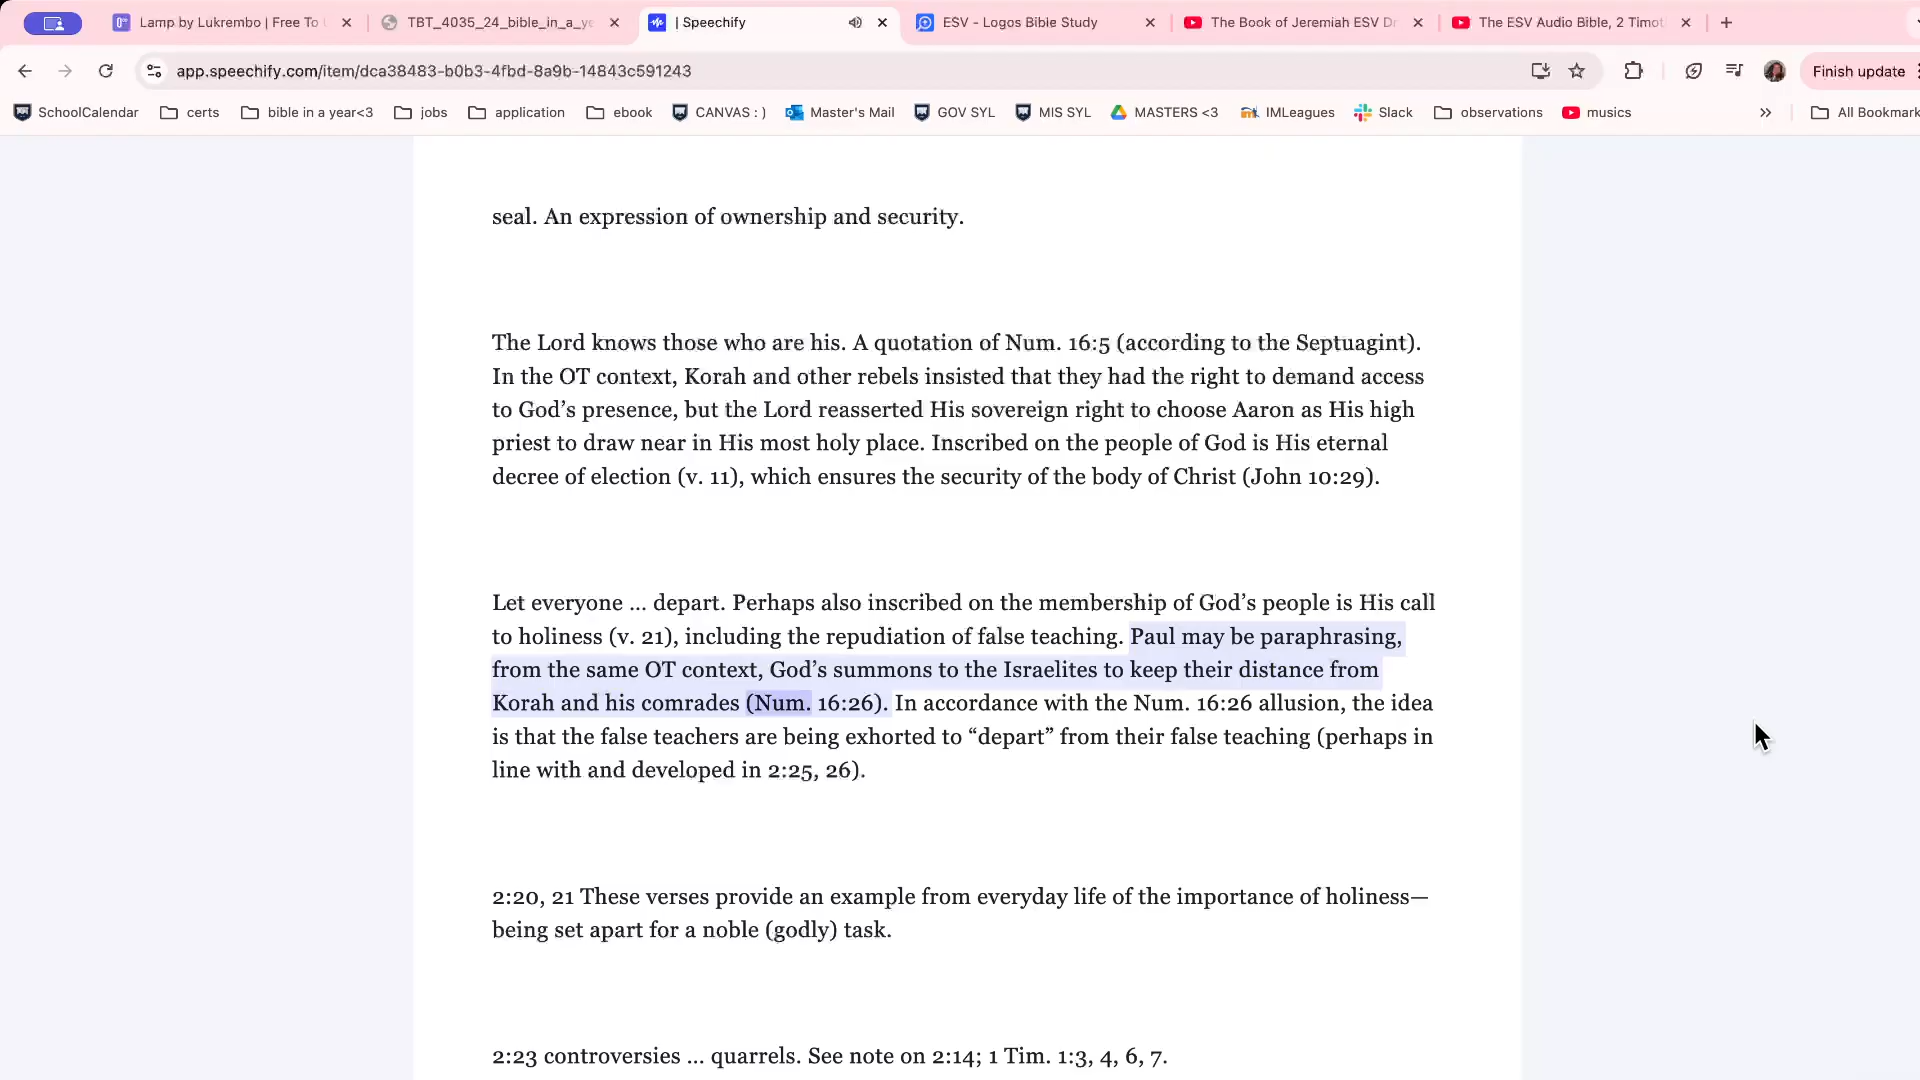 Lamp by Lukrembo | Free To
TBT_4035_24_bible_in_a_ye
| Speechify
ESV - Logos Bible Study
The Book of Jeremiah ESV Dr
The ESV Audio Bible, 2 Timot
app.speechify.com/item/dca38483-b0b3-4fbd-8a9b-14843c591243
Finish update
SchoolCalendar
certs
bible in a year<3
jobs
application
ebook
CANVAS : )
Master's Mail
GOV SYL
MIS SYL
MASTERS <3
IMLeagues
Slack
observations
musics
All Bookmark
seal. An expression of ownership and security.
The Lord knows those who are his. A quotation of Num. 16:5 (according to the Septuagint).
In the OT context, Korah and other rebels insisted that they had the right to demand access
to God’s presence, but the Lord reasserted His sovereign right to choose Aaron as His high
priest to draw near in His most holy place. Inscribed on the people of God is His eternal
decree of election (v. 11), which ensures the security of the body of Christ (John 10:29).
Let everyone ... depart. Perhaps also inscribed on the membership of God’s people is His call
to holiness (v. 21), including the repudiation of false teaching. Paul may be paraphrasing,
from the same OT context, God’s summons to the Israelites to keep their distance from
Korah and his comrades (Num. 16:26). In accordance with the Num. 16:26 allusion, the idea
is that the false teachers are being exhorted to “depart” from their false teaching (perhaps in
line with and developed in 2:25, 26).
2:20, 21 These verses provide an example from everyday life of the importance of holiness—
being set apart for a noble (godly) task.
2:23 controversies ... quarrels. See note on 2:14; 1 Tim. 1:3, 4, 6, 7.